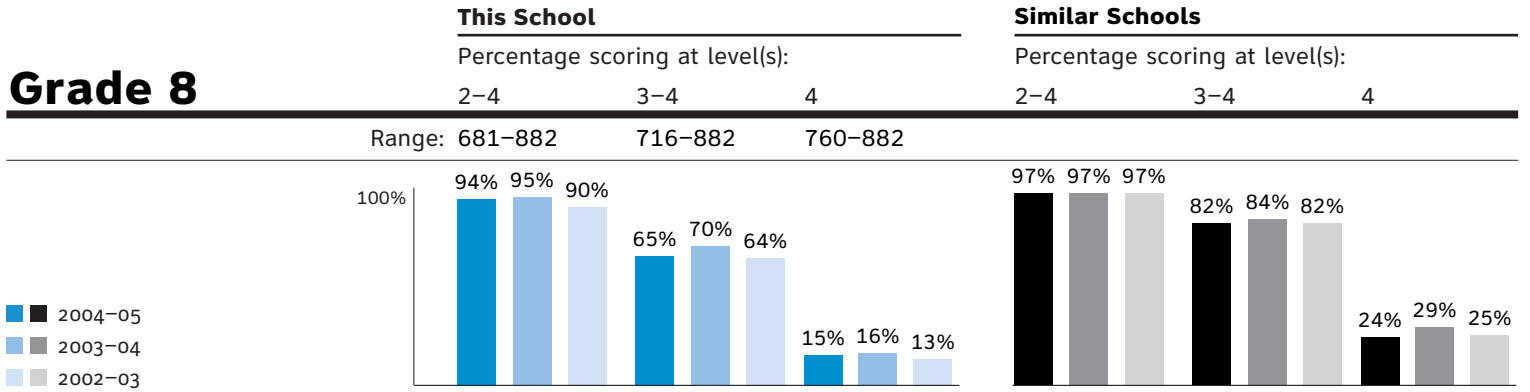 This School Similar Schools
Percentage scoring at level(s): Percentage scoring at level(s):
Grade 8 2–4 3–4 4 2–4 3–4 4
Range: 681–882 716–882 760–882
100% 94% 95% 90% 65% 70% 64% 15% 16% 13% 97% 97% 97% 82% 84% 82% 24% 29% 25%
2004–05
2003–04
2002–03